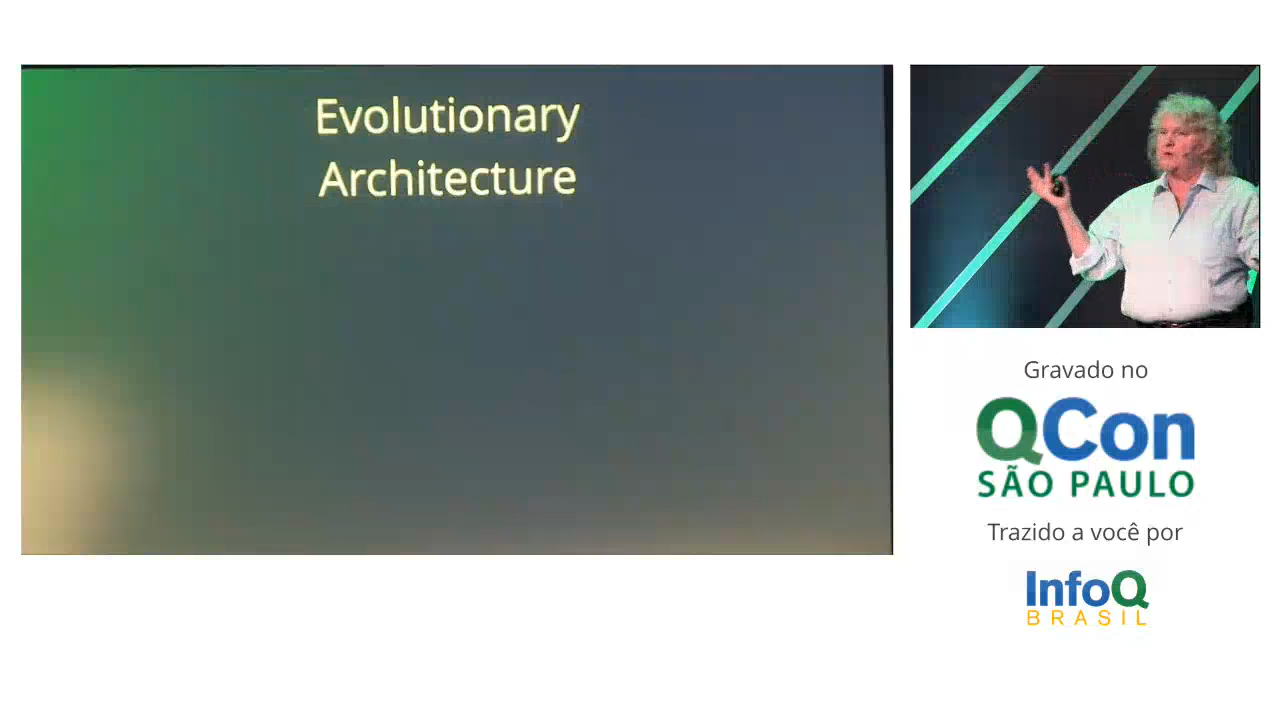 Evolutionary
Architecture
Gravado no
QCon
SÃO PAULO
Trazido a você por
InfoQ
BRASIL